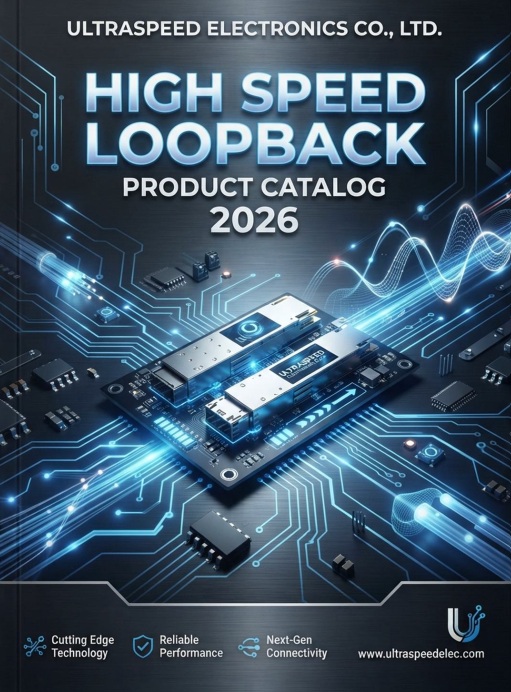 ULTRASPEED ELECTRONICS CO., LTD.
HIGH SPEED
LOOPBACK
PRODUCT CATALOG
2026
ULTRASPEED
Cutting Edge
Technology
Reliable
Performance
Next-Gen
Connectivity
www.ultraspeedelec.com